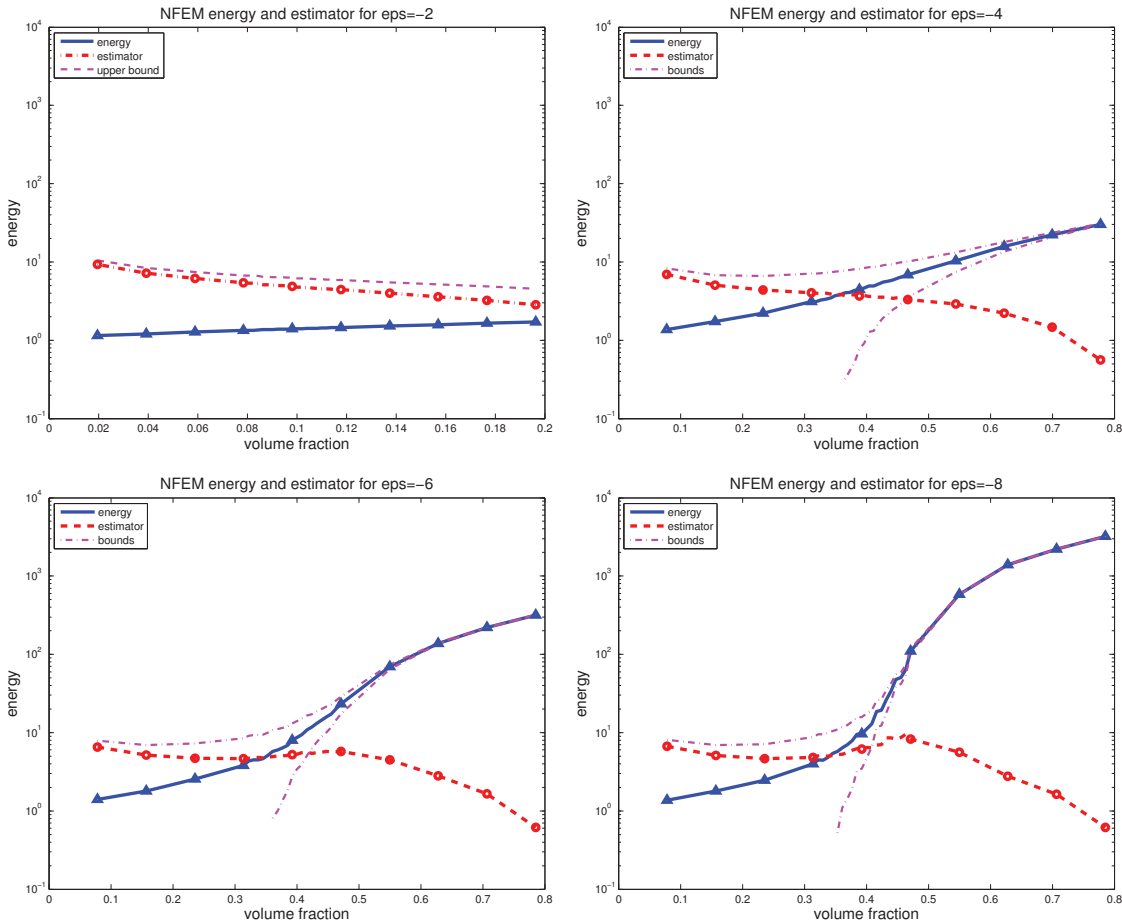 NFEM energy and estimator for eps=−2
energy
estimator
upper bound
10^4
10^3
10^2
10^1
10^0
10^−1
energy
0
0.02
0.04
0.06
0.08
0.1
0.12
0.14
0.16
0.18
0.2
volume fraction
NFEM energy and estimator for eps=−4
energy
estimator
bounds
10^4
10^3
10^2
10^1
10^0
10^−1
energy
0
0.1
0.2
0.3
0.4
0.5
0.6
0.7
0.8
volume fraction
NFEM energy and estimator for eps=−6
energy
estimator
bounds
10^4
10^3
10^2
10^1
10^0
10^−1
energy
0
0.1
0.2
0.3
0.4
0.5
0.6
0.7
0.8
volume fraction
NFEM energy and estimator for eps=−8
energy
estimator
bounds
10^4
10^3
10^2
10^1
10^0
10^−1
energy
0
0.1
0.2
0.3
0.4
0.5
0.6
0.7
0.8
volume fraction